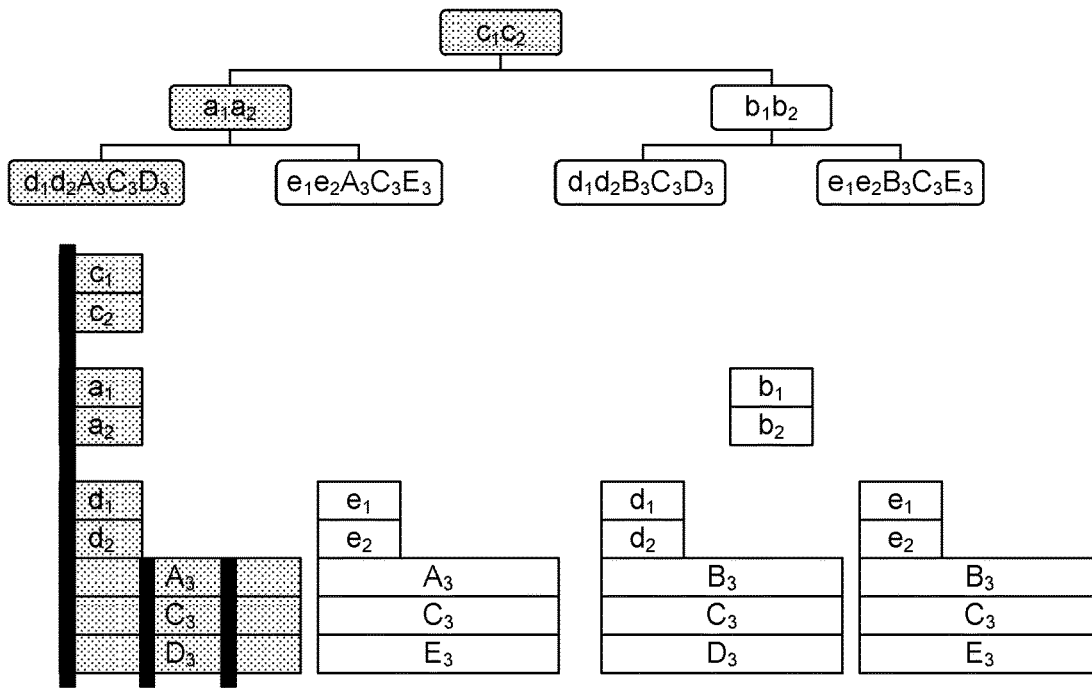 c₁c₂
a₁a₂ b₁b₂
d₁d₂A₃C₃D₃ e₁e₂A₃C₃E₃ d₁d₂B₃C₃D₃ e₁e₂B₃C₃E₃
c₁
c₂
a₁ b₁
a₂ b₂
d₁ e₁ d₁ e₁
d₂ e₂ d₂ e₂
A₃ A₃ B₃ B₃
C₃ C₃ C₃ C₃
D₃ E₃ D₃ E₃